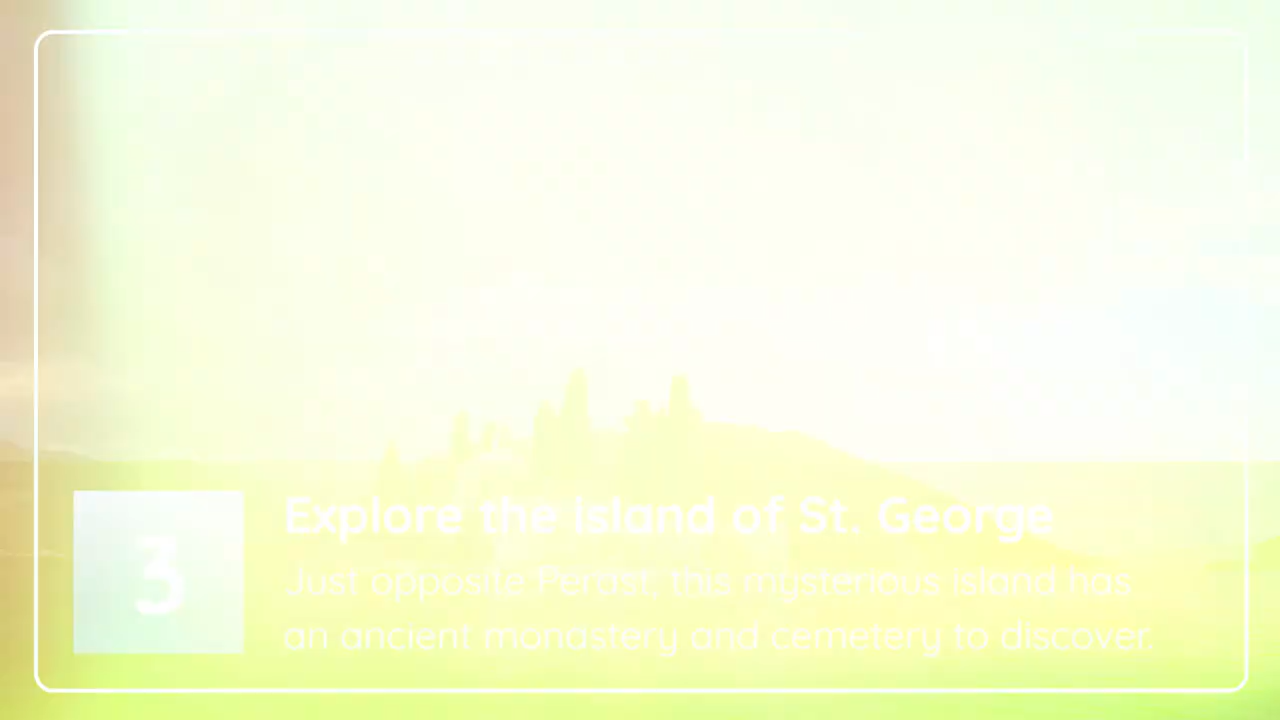 3
Explore the island of St. George
Just opposite Perast, this mysterious island has
an ancient monastery and cemetery to discover.